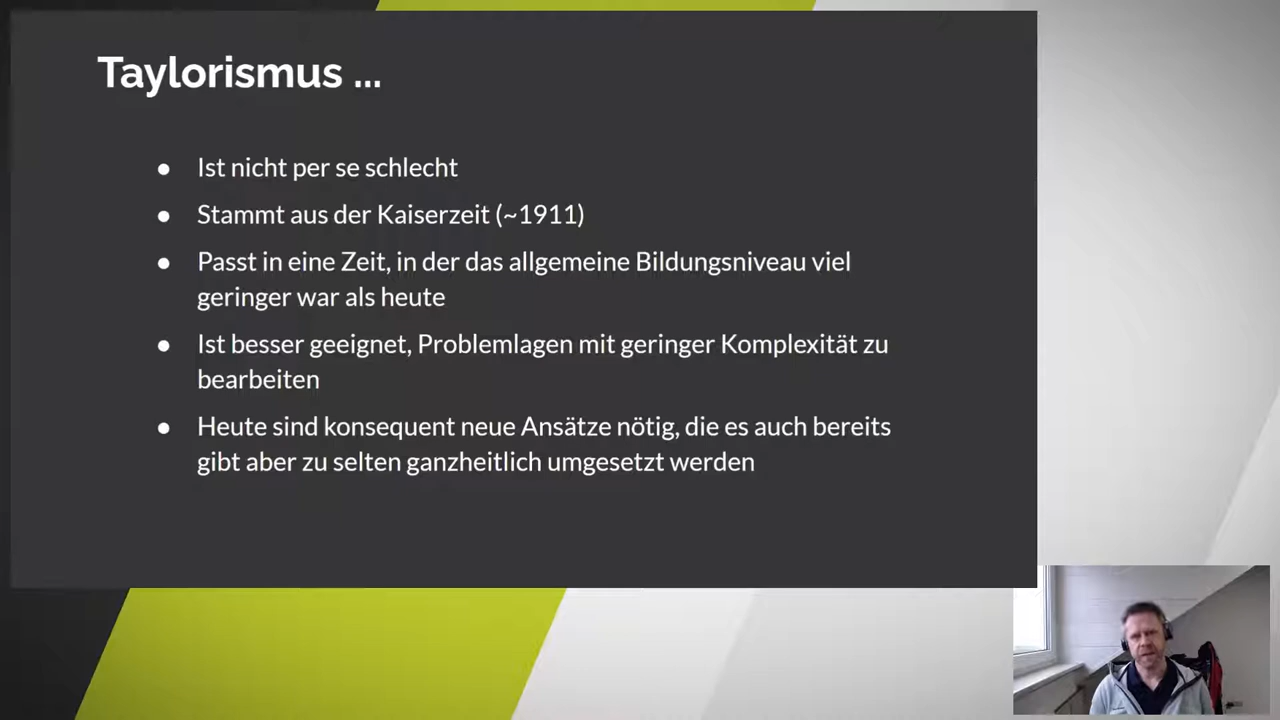 Taylorismus ...
● Ist nicht per se schlecht
● Stammt aus der Kaiserzeit (~1911)
● Passt in eine Zeit, in der das allgemeine Bildungsniveau viel
geringer war als heute
● Ist besser geeignet, Problemlagen mit geringer Komplexität zu
bearbeiten
● Heute sind konsequent neue Ansätze nötig, die es auch bereits
gibt aber zu selten ganzheitlich umgesetzt werden